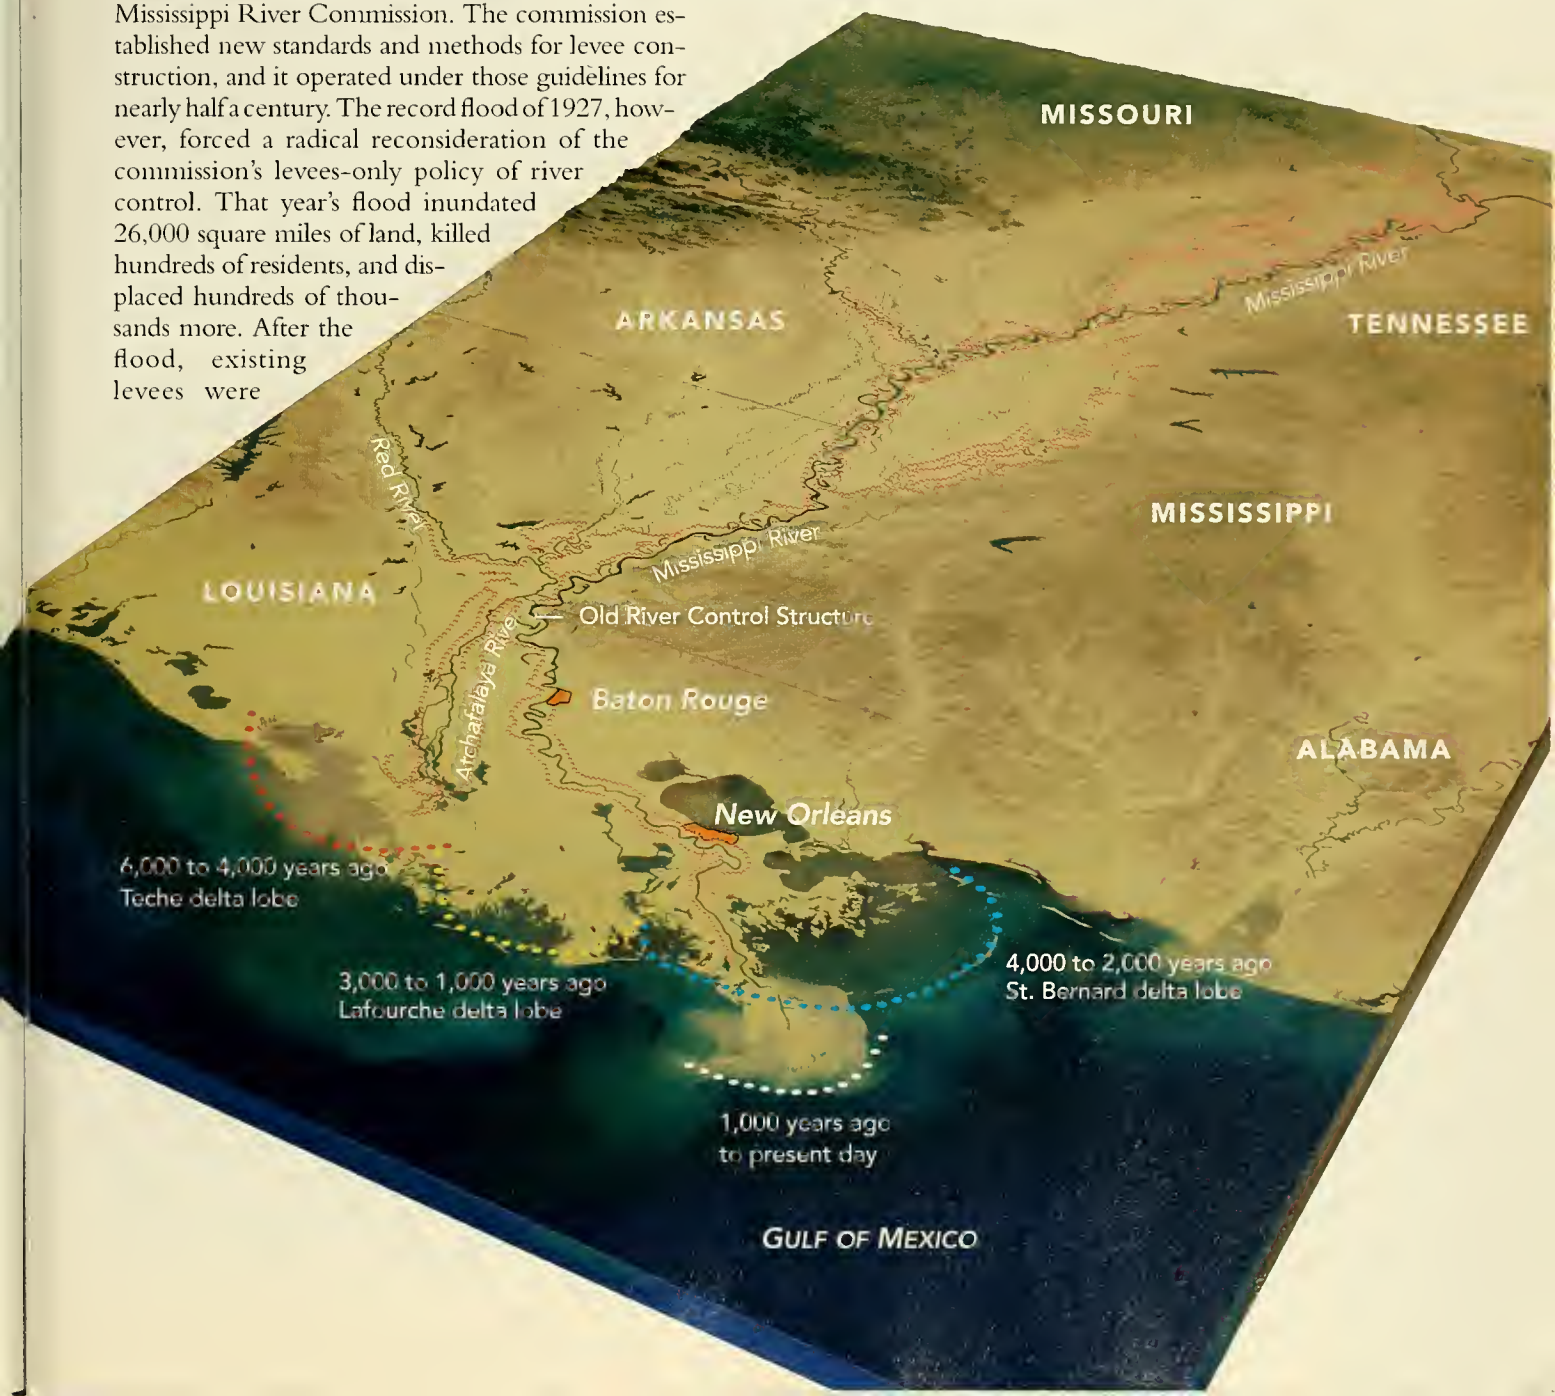 Mississippi River Commission. The commission es-
tablished new standards and methods for levee con-
struction, and it operated under those guidelines for
nearly half a century. The record flood of 1927, how-
ever, forced a radical reconsideration of the
commission's levees-only policy of river
control. That year's flood inundated
26,000 square miles of land, killed
hundreds of residents, and dis-
placed hundreds of thou-
sands more. After the
flood, existing
levees were
MISSOURI
Mississippi River
TENNESSEE
ARKANSAS
Red River
MISSISSIPPI
Mississippi River
LOUISIANA
Old River Control Structure
Atchafalaya River
Baton Rouge
ALABAMA
New Orleans
6,000 to 4,000 years ago
Teche delta lobe
3,000 to 1,000 years ago
Lafourche delta lobe
4,000 to 2,000 years ago
St. Bernard delta lobe
1,000 years ago
to present day
GULF OF MEXICO